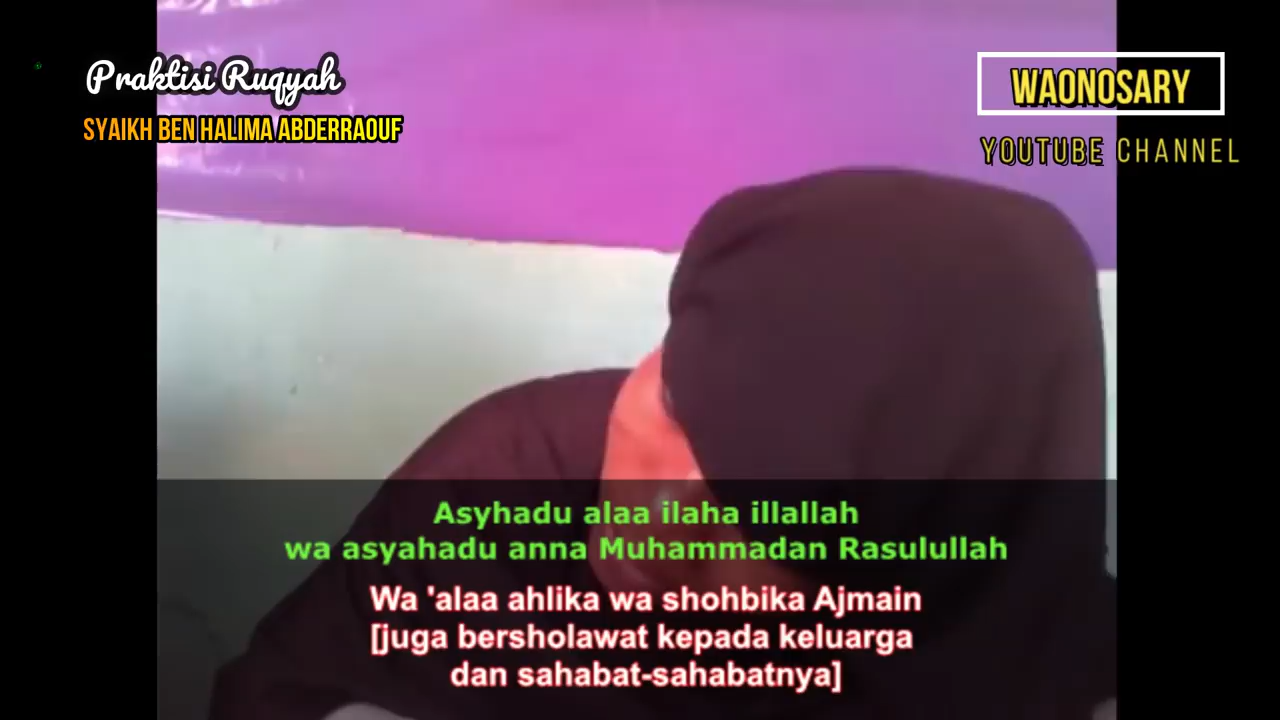 Praktisi Ruqyah
SYAIKH BEN HALIMA ABDERRAOUF
WAONOSARY
YOUTUBE CHANNEL
Asyhadu alaa ilaha illallah
wa asyahadu anna Muhammadan Rasulullah
Wa 'alaa ahlika wa shohbika Ajmain
[juga bersholawat kepada keluarga
dan sahabat-sahabatnya]